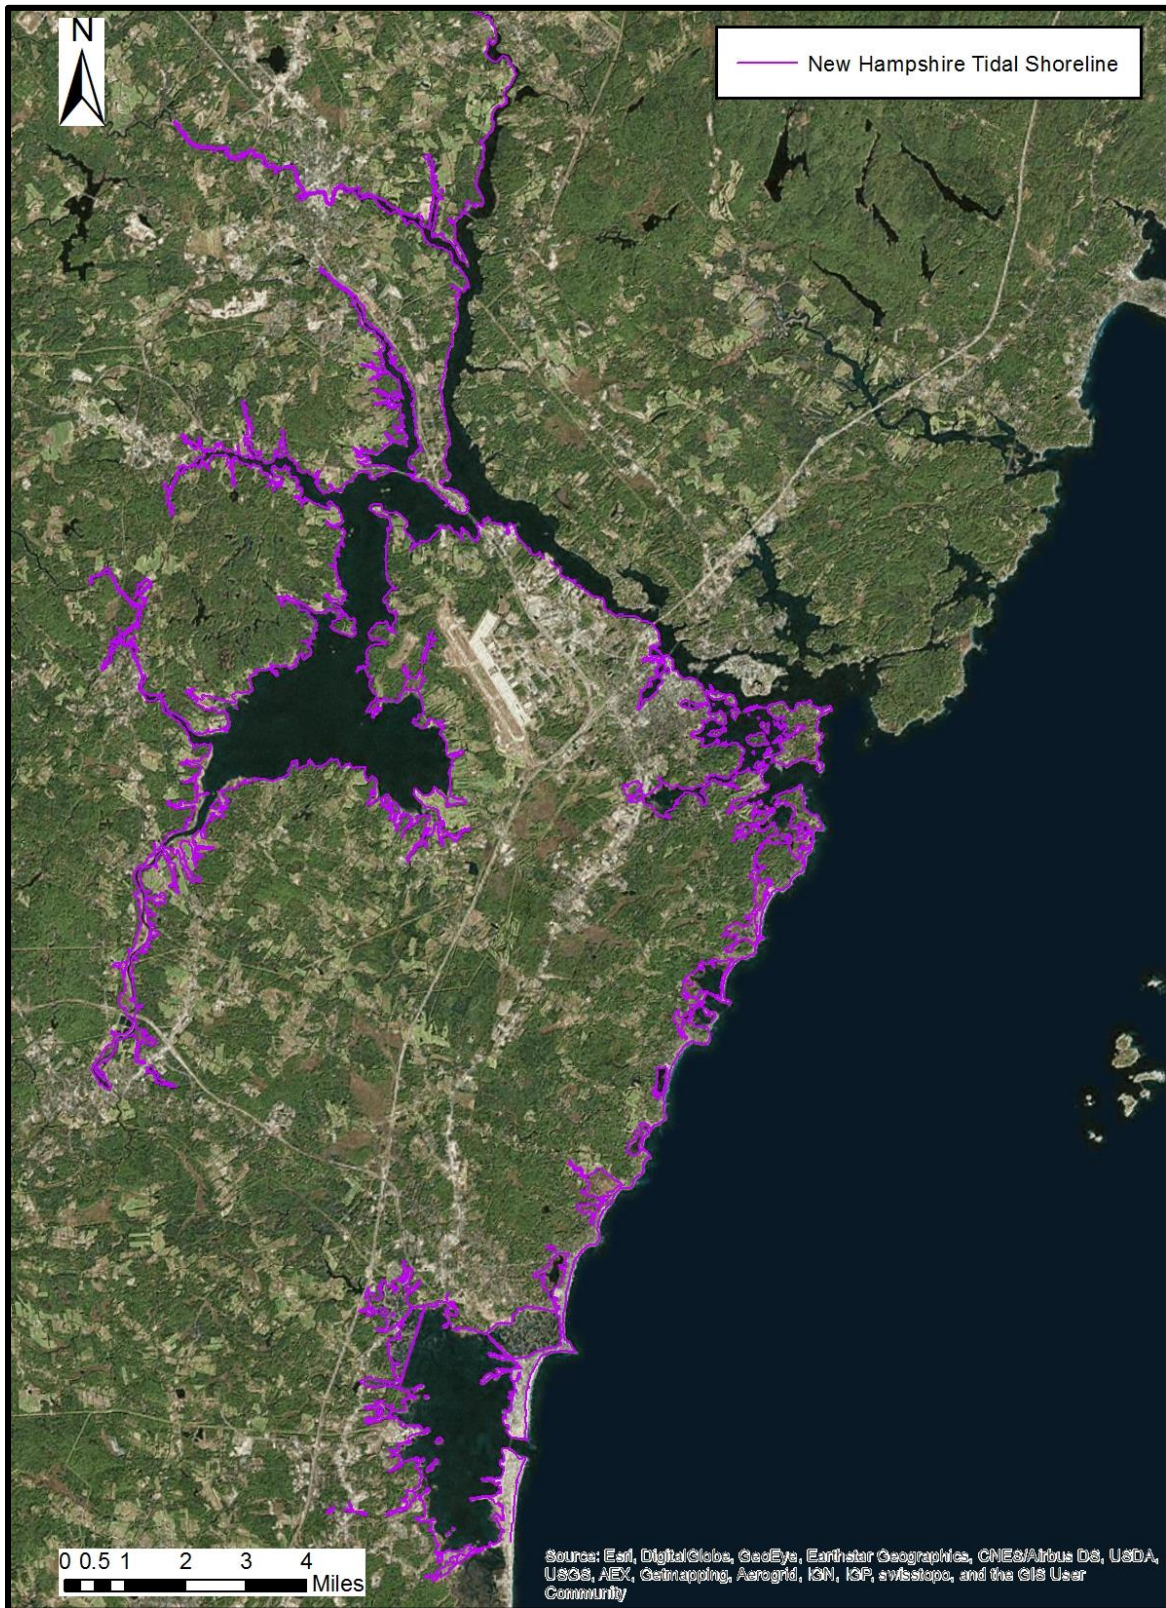 N
New Hampshire Tidal Shoreline
0 0.5 1 2 3 4
Miles
Source: Esri, DigitalGlobe, GeoEye, Earthstar Geographics, CNES/Airbus DS, USDA,
USGS, AEX, Getmapping, Aerogrid, IGN, IGP, swisstopo, and the GIS User
Community